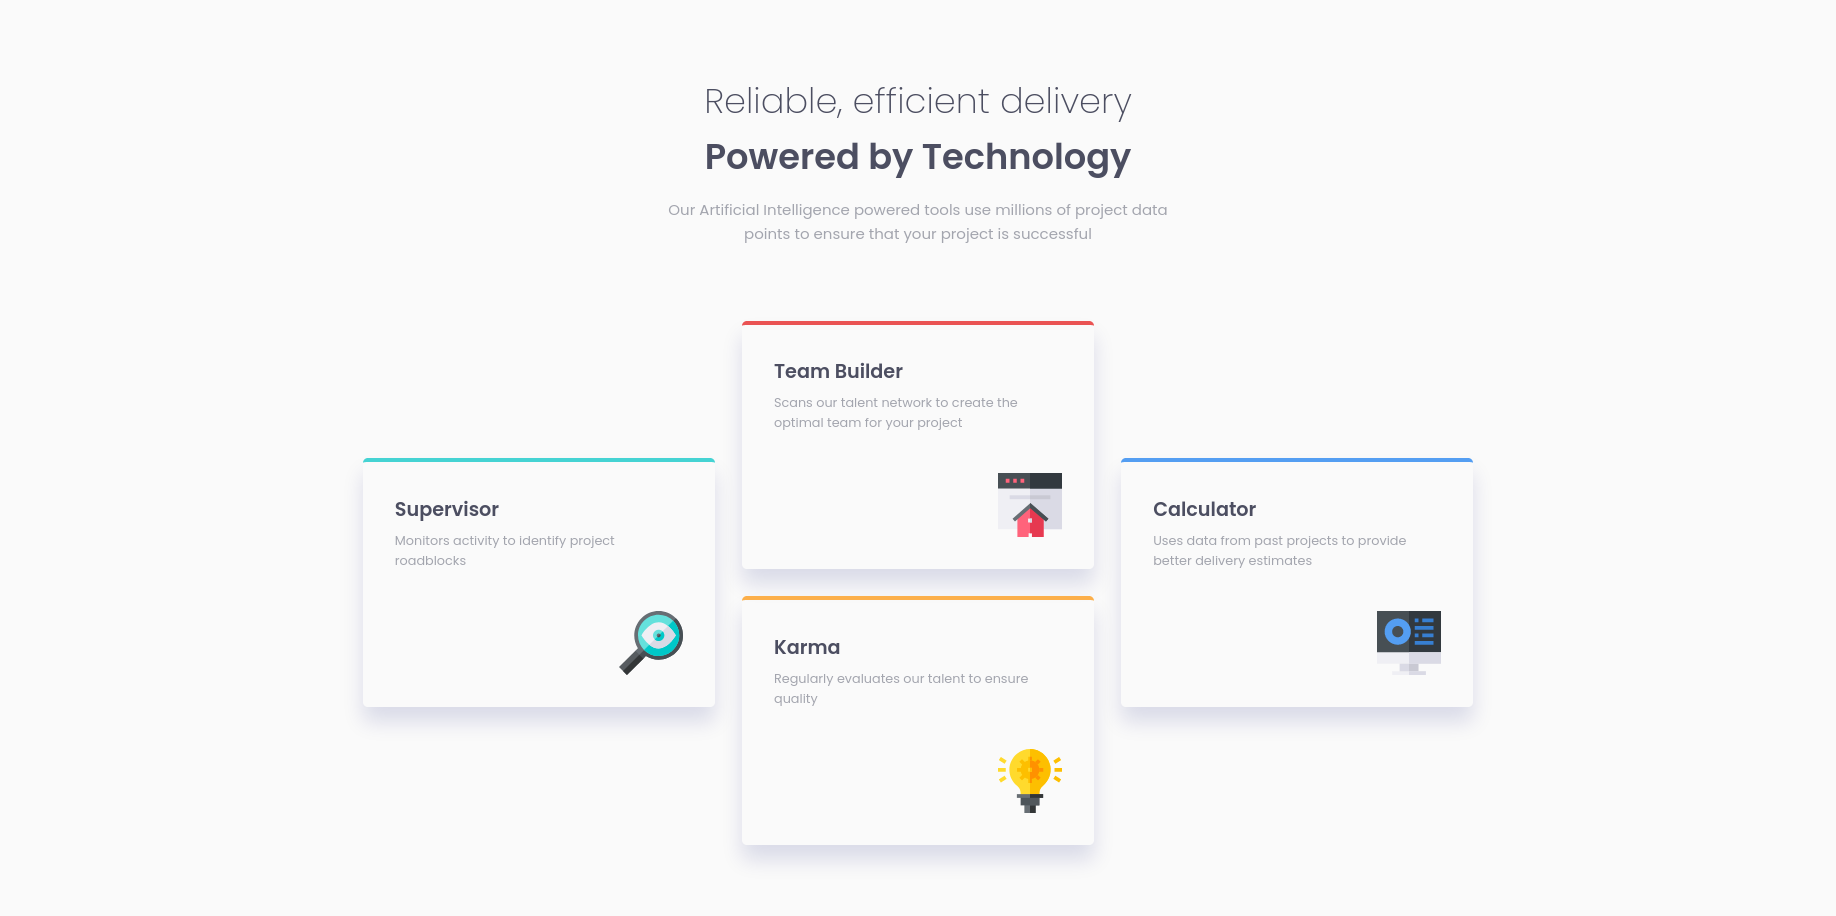 Reliable, efficient delivery
Powered by Technology
Our Artificial Intelligence powered tools use millions of project data
points to ensure that your project is successful
Team Builder
Scans our talent network to create the
optimal team for your project
Supervisor
Monitors activity to identify project
roadblocks
Calculator
Uses data from past projects to provide
better delivery estimates
Karma
Regularly evaluates our talent to ensure
quality